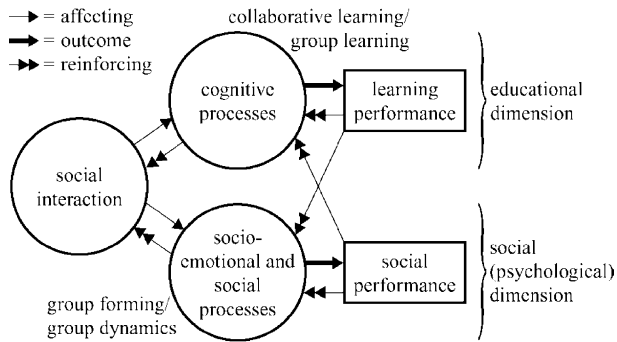 = affecting
= outcome
= reinforcing
collaborative learning/
group learning
cognitive
processes
learning
performance
educational
dimension
social
interaction
socio-
emotional and
social
processes
social
performance
social
(psychological)
dimension
group forming/
group dynamics